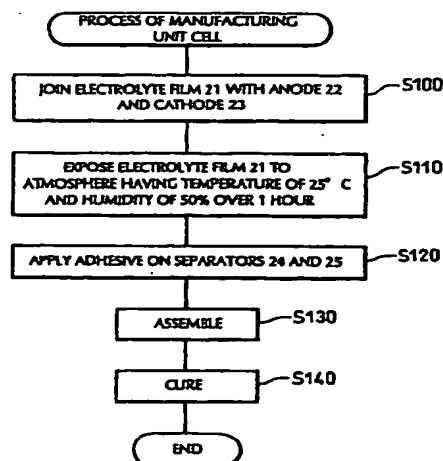 PROCESS OF MANUFACTURING
UNIT CELL
JOIN ELECTROLYTE FILM 21 WITH ANODE 22
AND CATHODE 23
S100
EXPOSE ELECTROLYTE FILM 21 TO
ATMOSPHERE HAVING TEMPERATURE OF 25° C
AND HUMIDITY OF 50% OVER 1 HOUR
S110
APPLY ADHESIVE ON SEPARATORS 24 AND 25
S120
ASSEMBLE
S130
CURE
S140
END